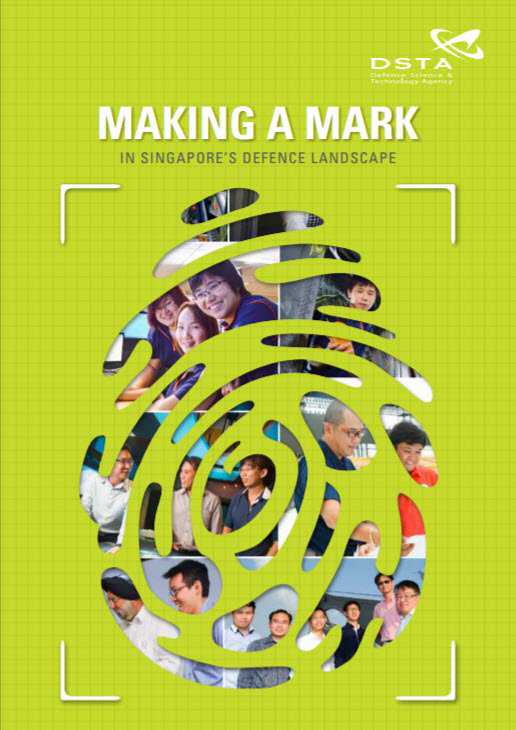 DSTA
Defence Science &
Technology Agency
MAKING A MARK
IN SINGAPORE'S DEFENCE LANDSCAPE